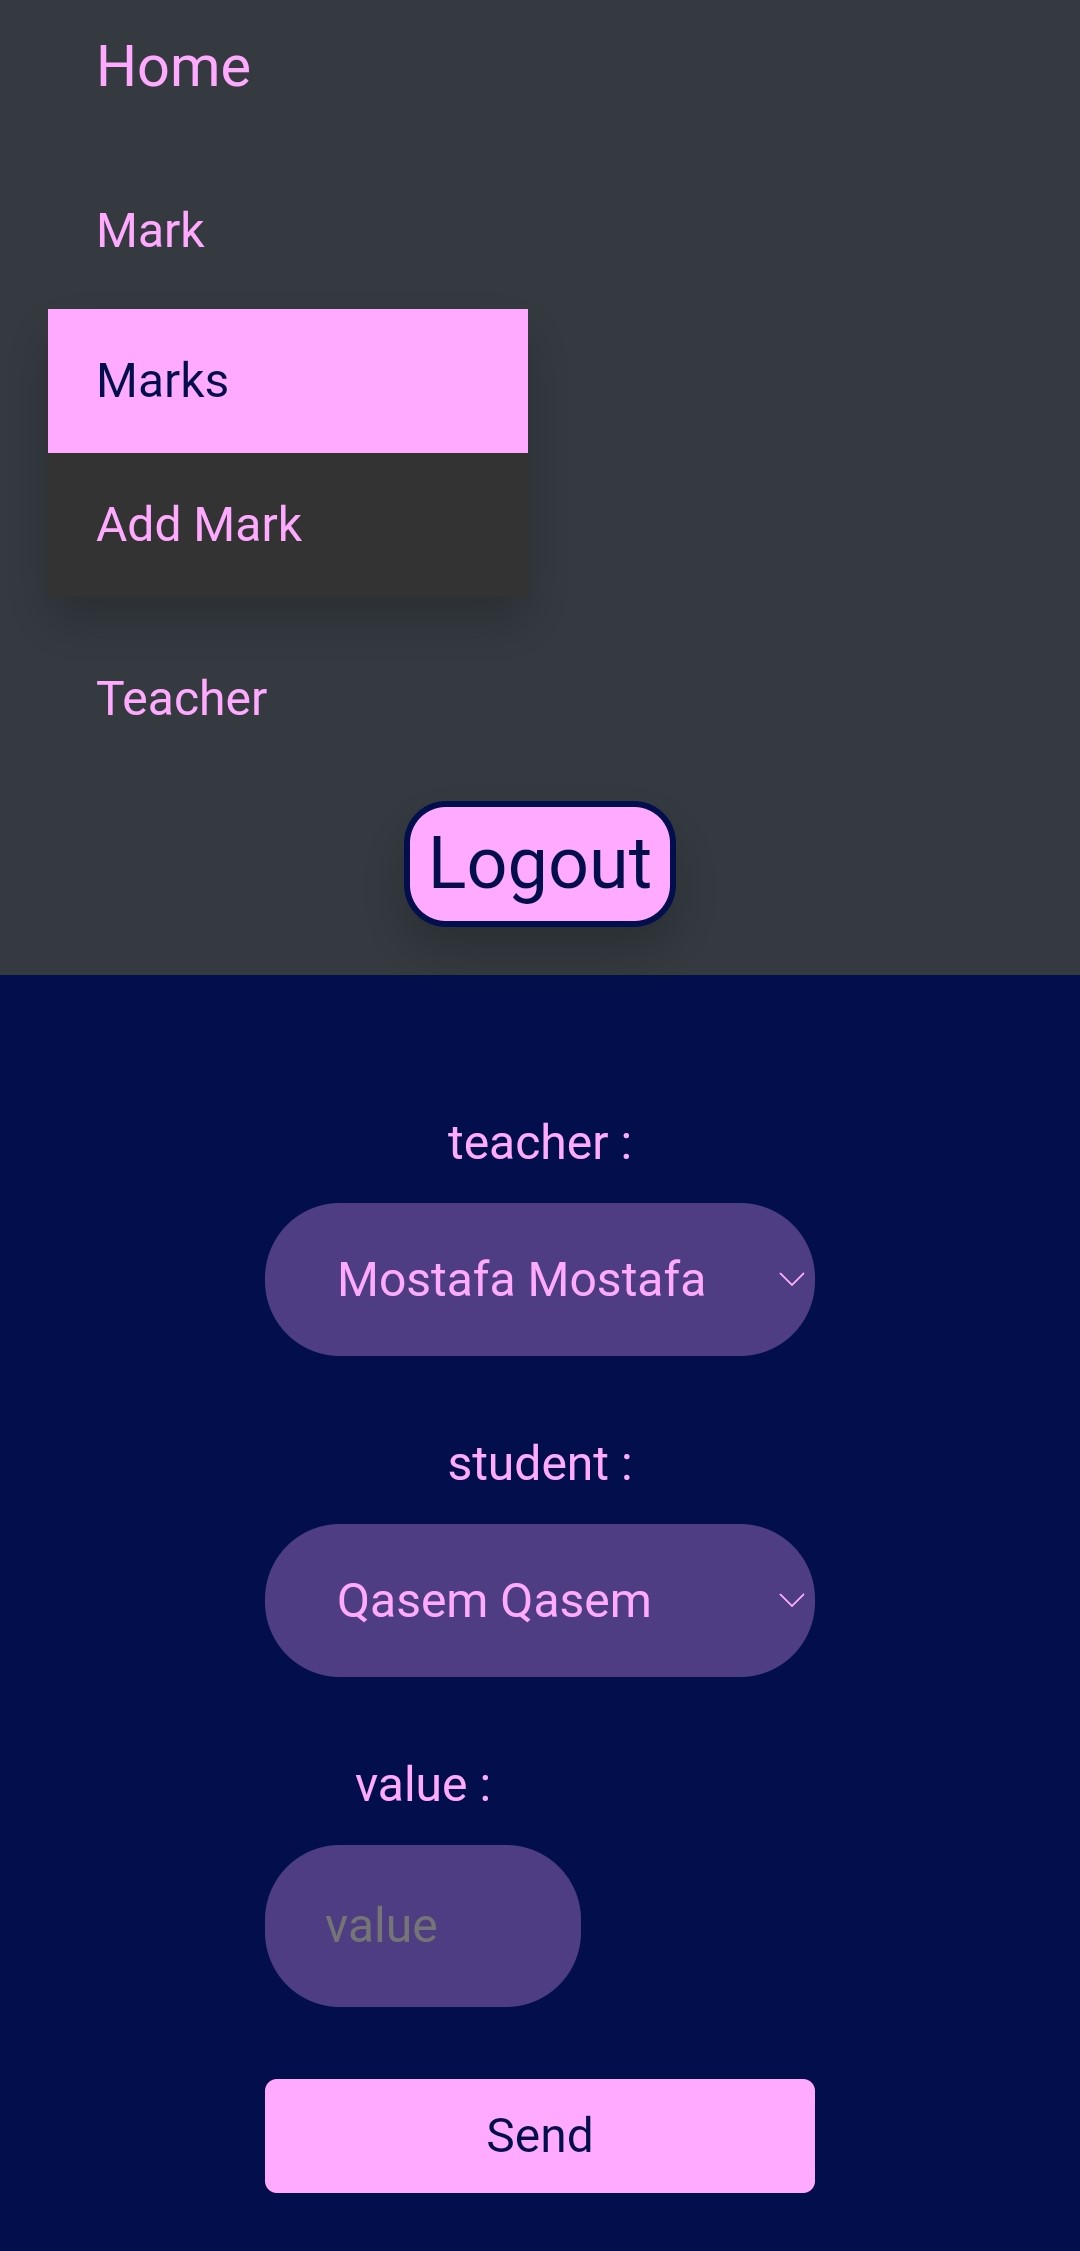 Home
Mark
Marks
Add Mark
Teacher
Logout
teacher :
Mostafa Mostafa
student :
Qasem Qasem
value :
value
Send